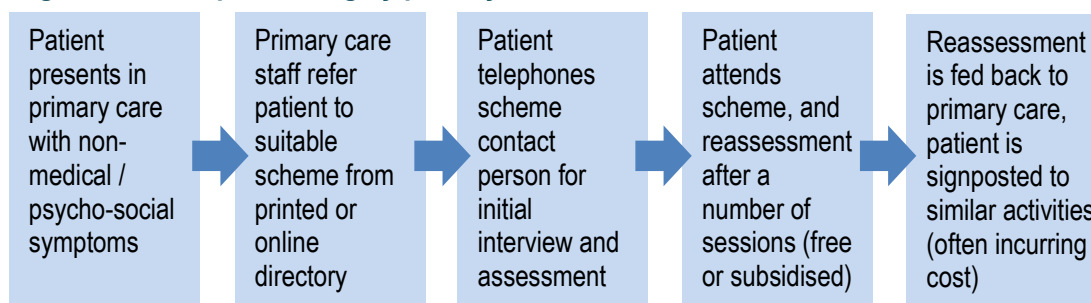 Patient
presents in
primary care
with non-
medical /
psycho-social
symptoms
Primary care
staff refer
patient to
suitable
scheme from
printed or
online
directory
Patient
telephones
scheme
contact
person for
initial
interview and
assessment
Patient
attends
scheme, and
reassessment
after a
number of
sessions (free
or subsidised)
Reassessment
is fed back to
primary care,
patient is
signposted to
similar activities
(often incurring
cost)